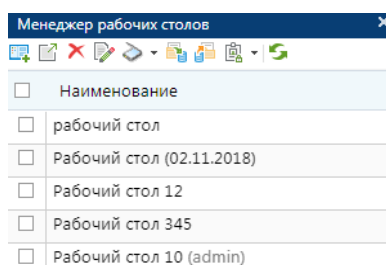 Менеджер рабочих столов
Наименование
рабочий стол
Рабочий стол (02.11.2018)
Рабочий стол 12
Рабочий стол 345
Рабочий стол 10 (admin)